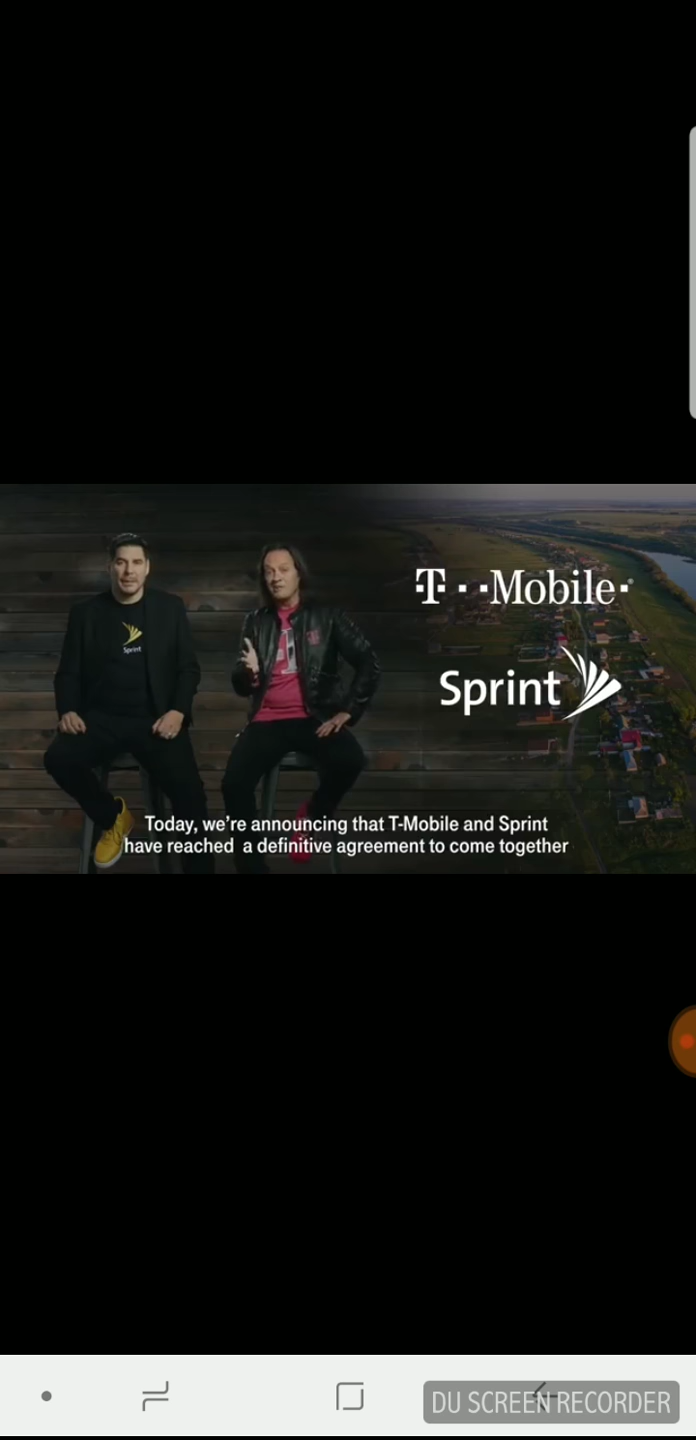 T··Mobile·®
Sprint
Sprint
Today, we're announcing that T-Mobile and Sprint
have reached a definitive agreement to come together
DU SCREEN RECORDER